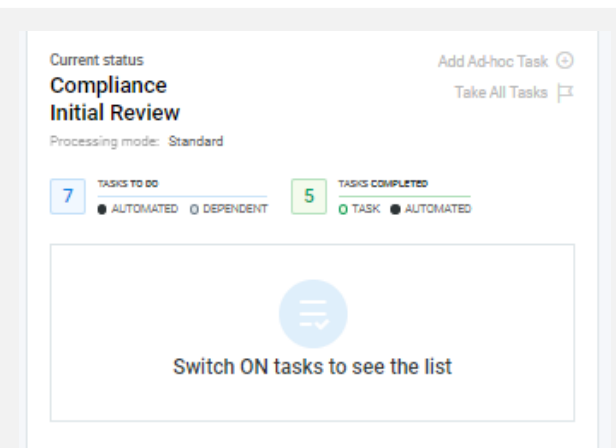 Current status
Add Ad-hoc Task
Compliance
Initial Review
Take All Tasks
Processing mode: Standard
7
TASKS TO DO
AUTOMATED DEPENDENT
5
TASKS COMPLETED
TASK AUTOMATED
Switch ON tasks to see the list